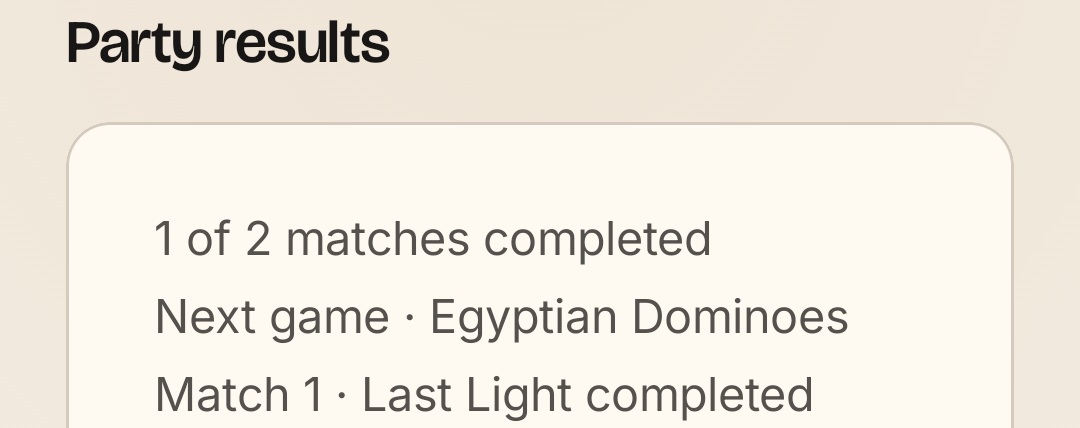 Party results
1 of 2 matches completed
Next game · Egyptian Dominoes
Match 1 · Last Light completed